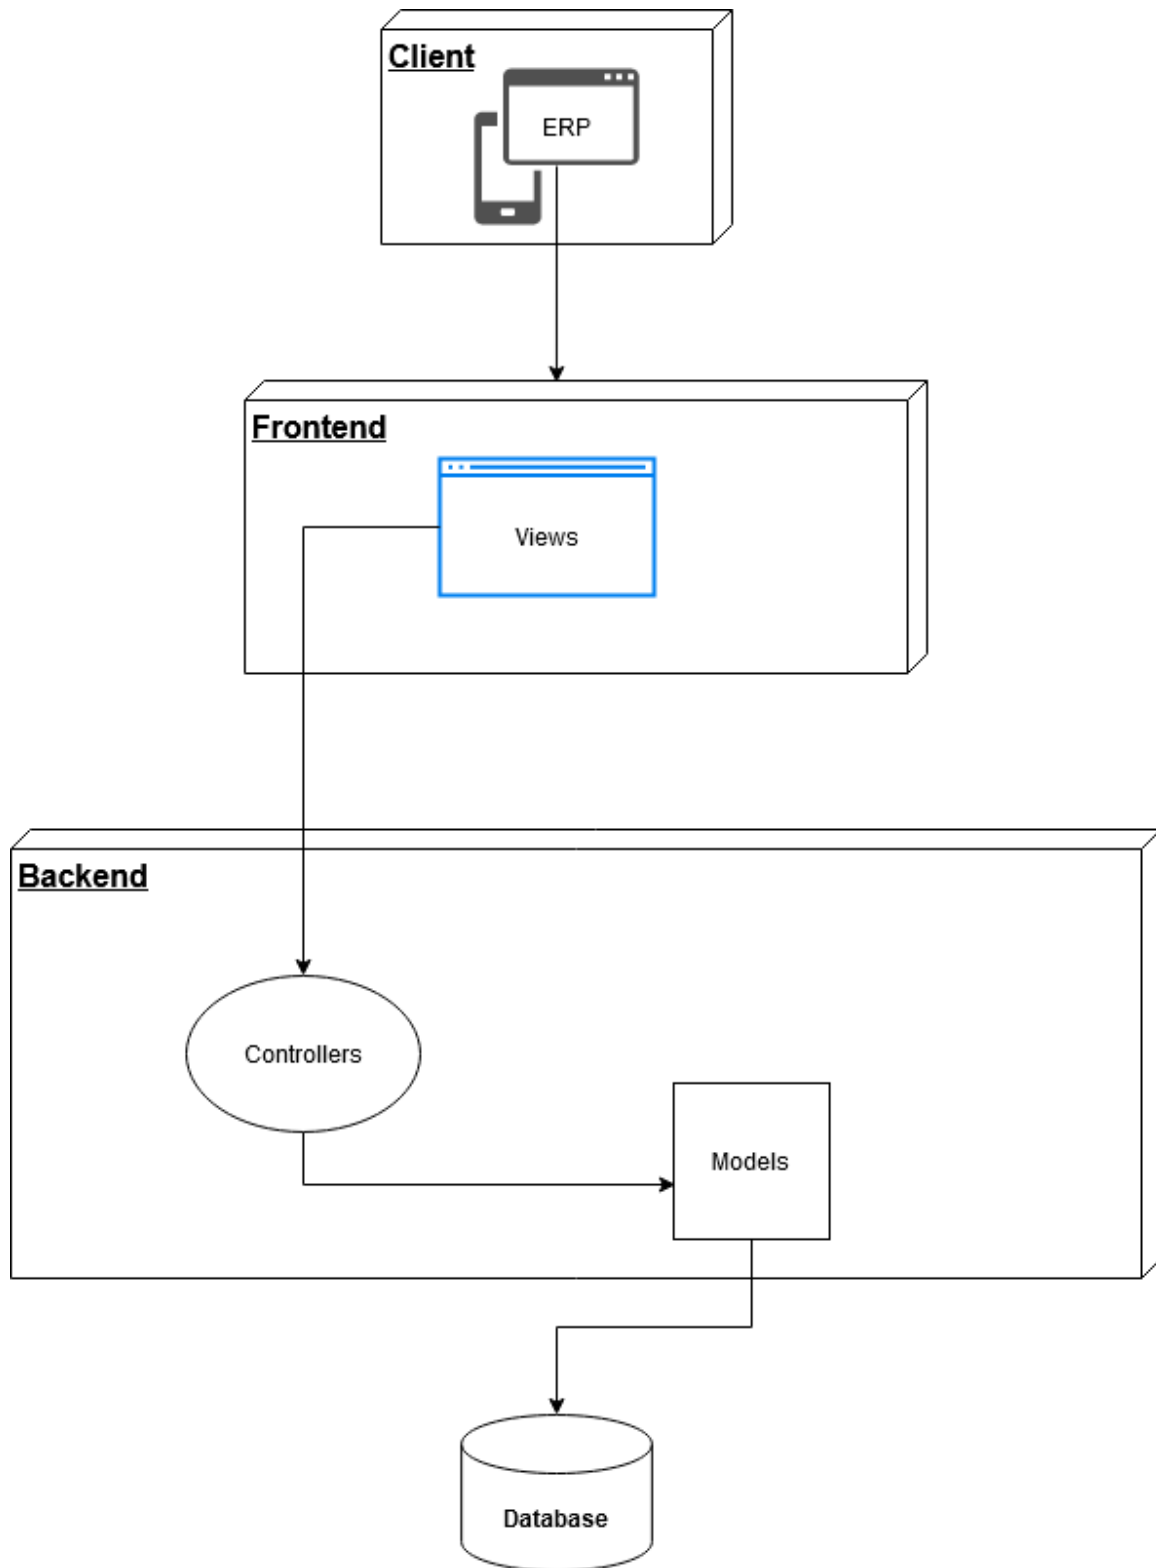 Client
ERP
Frontend
Views
Backend
Controllers
Models
Database